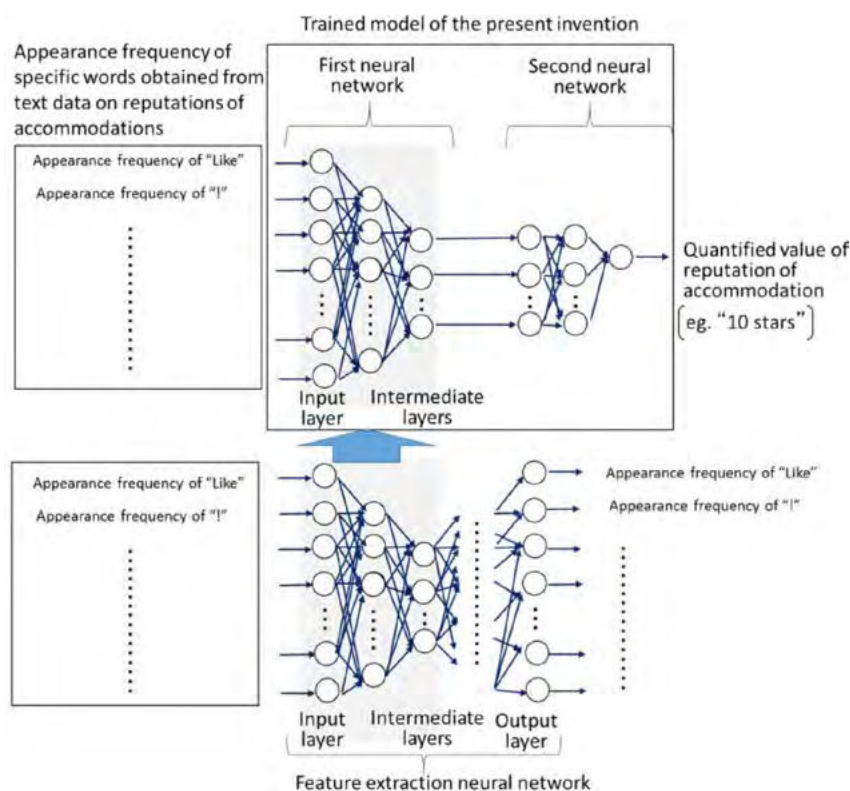 Trained model of the present invention
Appearance frequency of
specific words obtained from
text data on reputations of
accommodations
First neural
network
Second neural
network
Appearance frequency of "Like"
Appearance frequency of "!"
Quantified value of
reputation of
accommodation
eg. "10 stars"
Input
layer
Intermediate
layers
Appearance frequency of "Like"
Appearance frequency of "!"
Appearance frequency of "Like"
Appearance frequency of "!"
Input
layer
Intermediate
layers
Output
layer
Feature extraction neural network